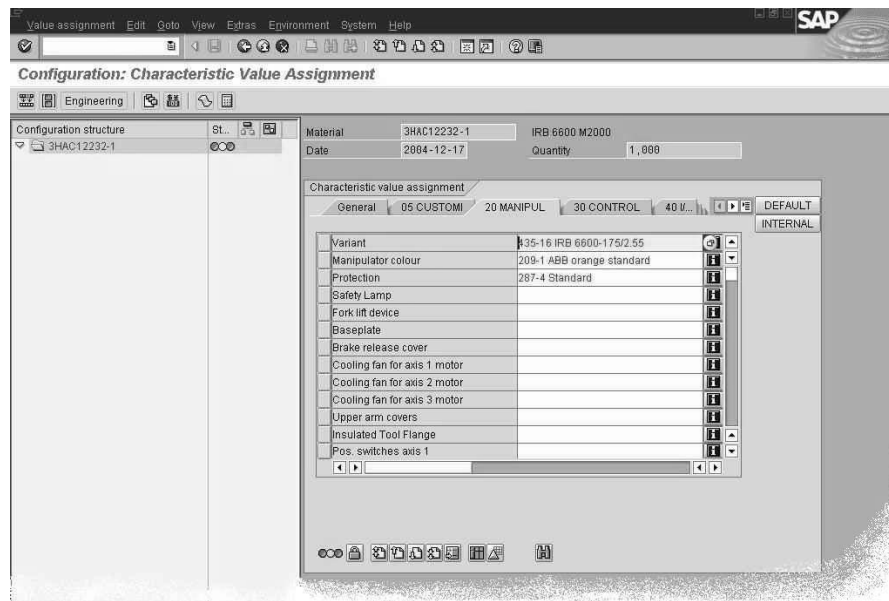 Value assignment Edit Goto View Extras Environment System Help
SAP
Configuration: Characteristic Value Assignment
Engineering
Configuration structure St...
3HAC12232-1
Material 3HAC12232-1 IRB 6600 M2000
Date 2004-12-17 Quantity 1,000
Characteristic value assignment
General 05 CUSTOMI 20 MANIPUL 30 CONTROL 40 I/... DEFAULT
INTERNAL
Variant 435-16 IRB 6600-175/2.55
Manipulator colour 209-1 ABB orange standard
Protection 287-4 Standard
Safety Lamp
Fork lift device
Baseplate
Brake release cover
Cooling fan for axis 1 motor
Cooling fan for axis 2 motor
Cooling fan for axis 3 motor
Upper arm covers
Insulated Tool Flange
Pos. switches axis 1